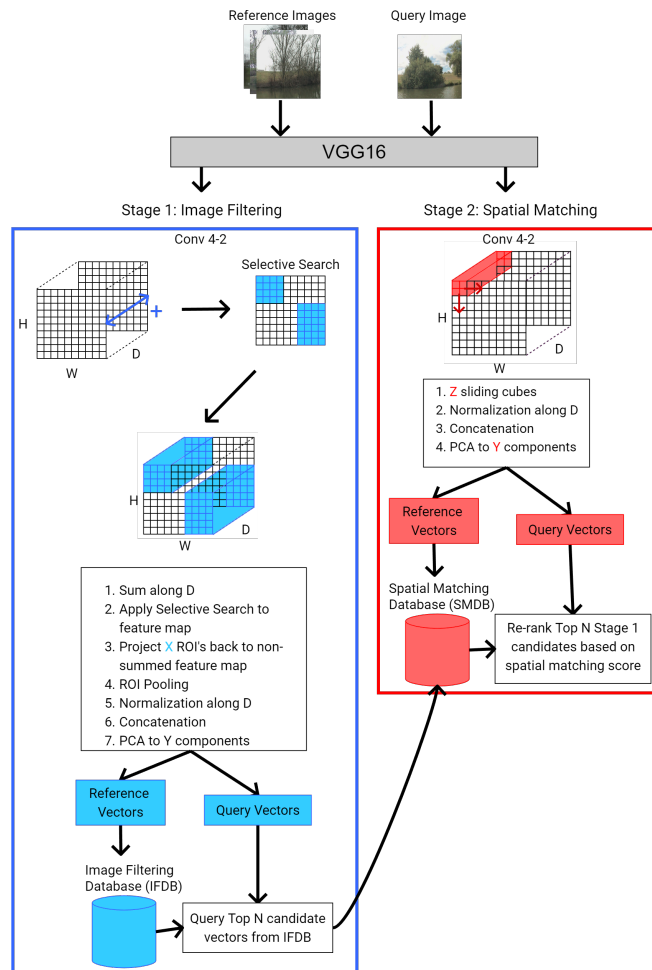 Reference Images
Query Image
VGG16
Stage 1: Image Filtering
Stage 2: Spatial Matching
Conv 4-2
Selective Search
H
+
D
W
H
D
W
1. Sum along D
2. Apply Selective Search to
feature map
3. Project X ROI's back to non-
summed feature map
4. ROI Pooling
5. Normalization along D
6. Concatenation
7. PCA to Y components
Reference
Vectors
Query Vectors
Image Filtering
Database (IFDB)
Query Top N candidate
vectors from IFDB
Conv 4-2
H
D
W
1. Z sliding cubes
2. Normalization along D
3. Concatenation
4. PCA to Y components
Reference
Vectors
Query Vectors
Spatial Matching
Database (SMDB)
Re-rank Top N Stage 1
candidates based on
spatial matching score